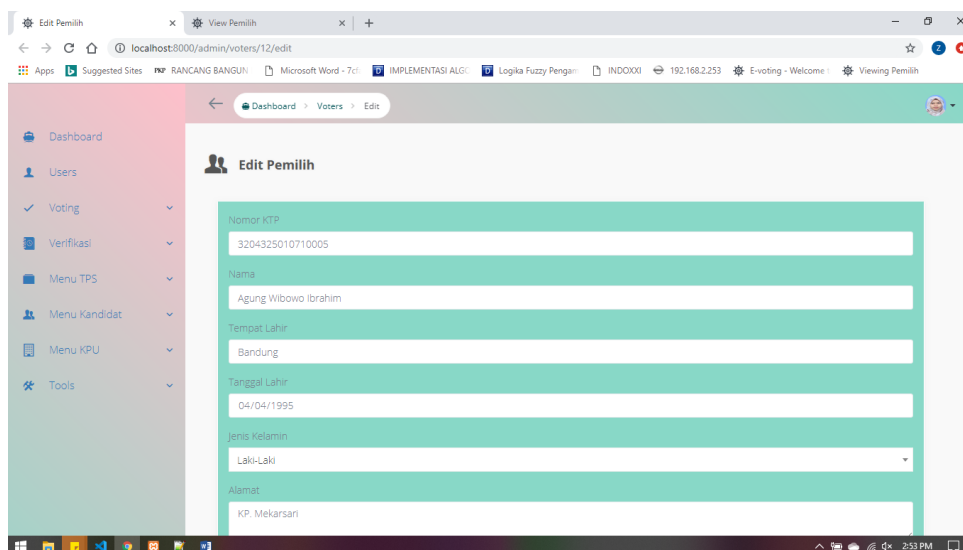 Edit Pemilih
View Pemilih
localhost:8000/admin/voters/12/edit
Apps Suggested Sites PKP RANCANG BANGUN Microsoft Word - 7cf IMPLEMENTASI ALGO Logika Fuzzy Pengam INDOXXI 192.168.2.253 E-voting - Welcome t Viewing Pemilih
Dashboard > Voters > Edit
Dashboard
Users
Voting
Verifikasi
Menu TPS
Menu Kandidat
Menu KPU
Tools
Edit Pemilih
Nomor KTP
3204325010710005
Nama
Agung Wibowo Ibrahim
Tempat Lahir
Bandung
Tanggal Lahir
04/04/1995
Jenis Kelamin
Laki-Laki
Alamat
KP. Mekarsari
2:53 PM